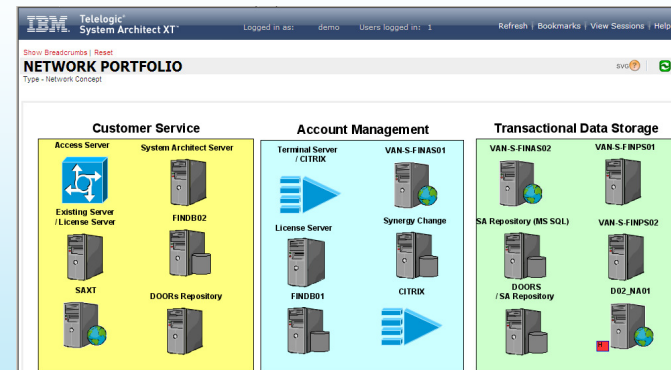 IBM. Telelogic® System Architect XT™ Logged in as: demo Users logged in: 1 Refresh | Bookmarks | View Sessions | Help
Show Breadcrumbs | Reset
NETWORK PORTFOLIO
SVG ?
Type - Network Concept
Customer Service
Access Server
System Architect Server
Existing Server
/ License Server
FINDB02
SAXT
DOORs Repository
Account Management
Terminal Server
/ CITRIX
VAN-S-FINAS01
License Server
Synergy Change
FINDB01
CITRIX
Transactional Data Storage
VAN-S-FINAS02
VAN-S-FINPS01
SA Repository (MS SQL)
VAN-S-FINPS02
DOORS
/ SA Repository
D02_NA01